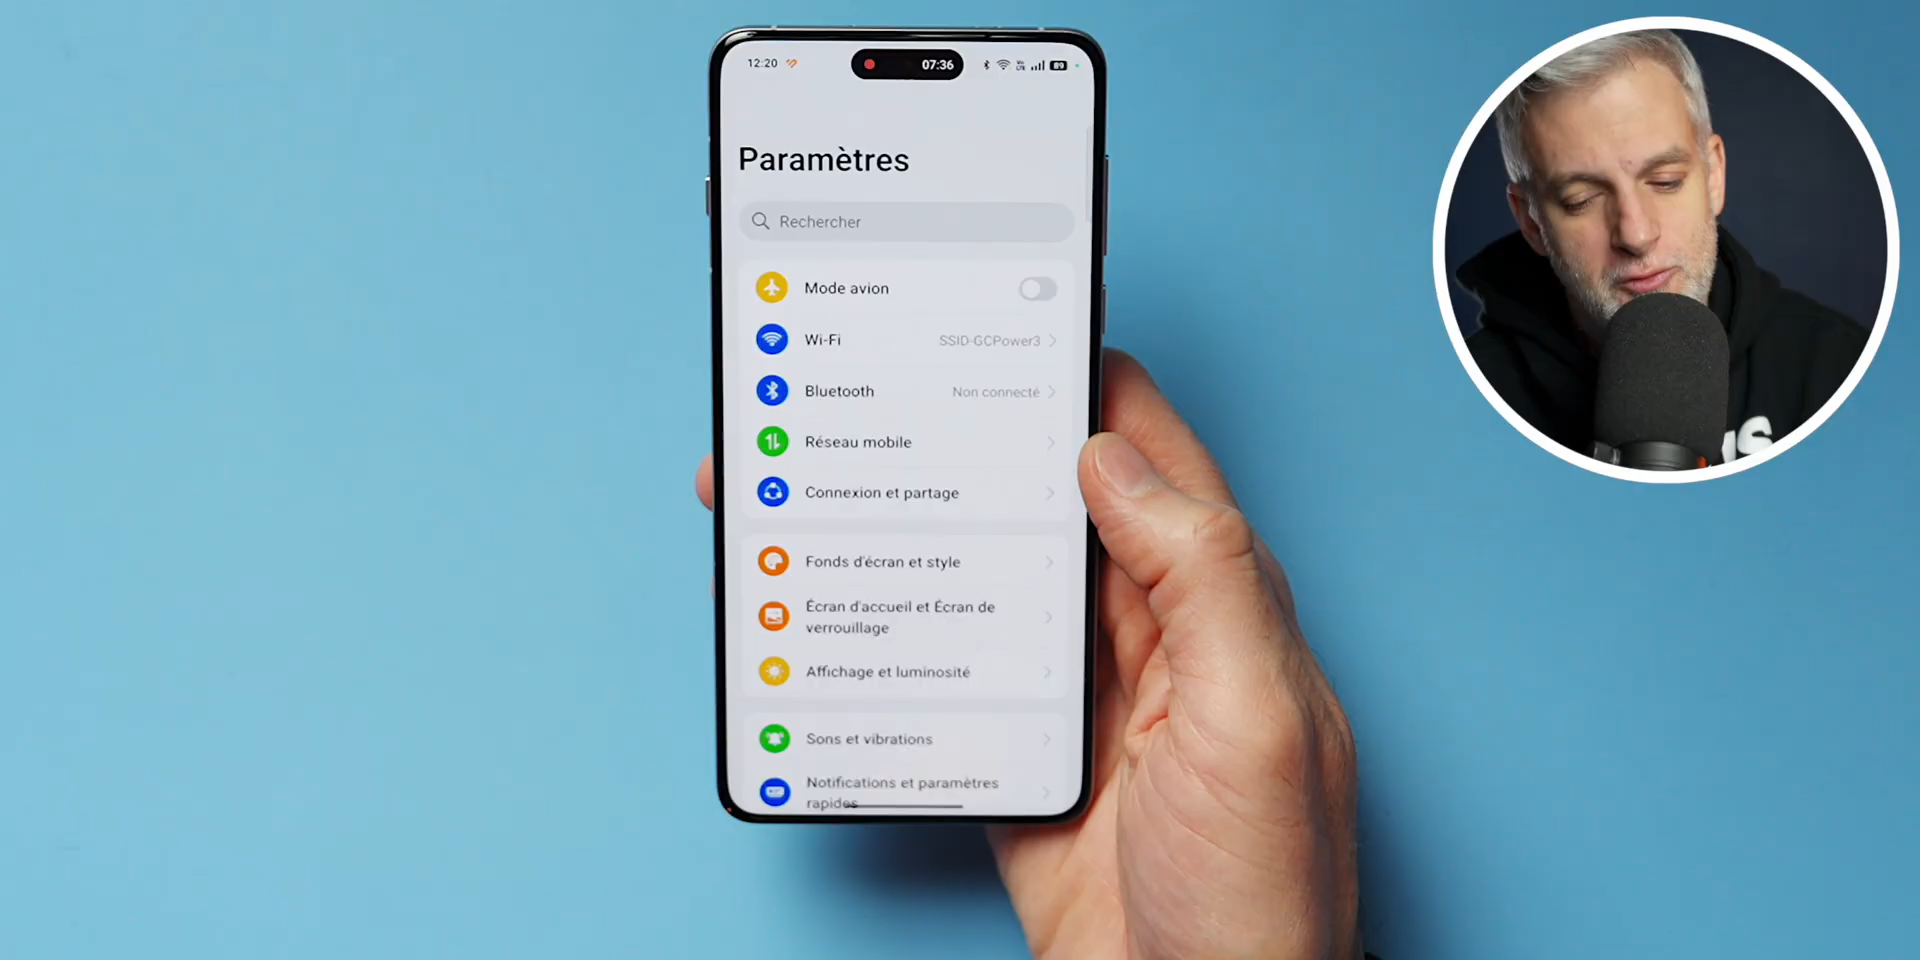 12:20
07:36
89
Paramètres
Rechercher
Mode avion
Wi-Fi SSID-GCPower3
Bluetooth Non connecté
Réseau mobile
Connexion et partage
Fonds d'écran et style
Écran d'accueil et Écran de
verrouillage
Affichage et luminosité
Sons et vibrations
Notifications et paramètres
rapides